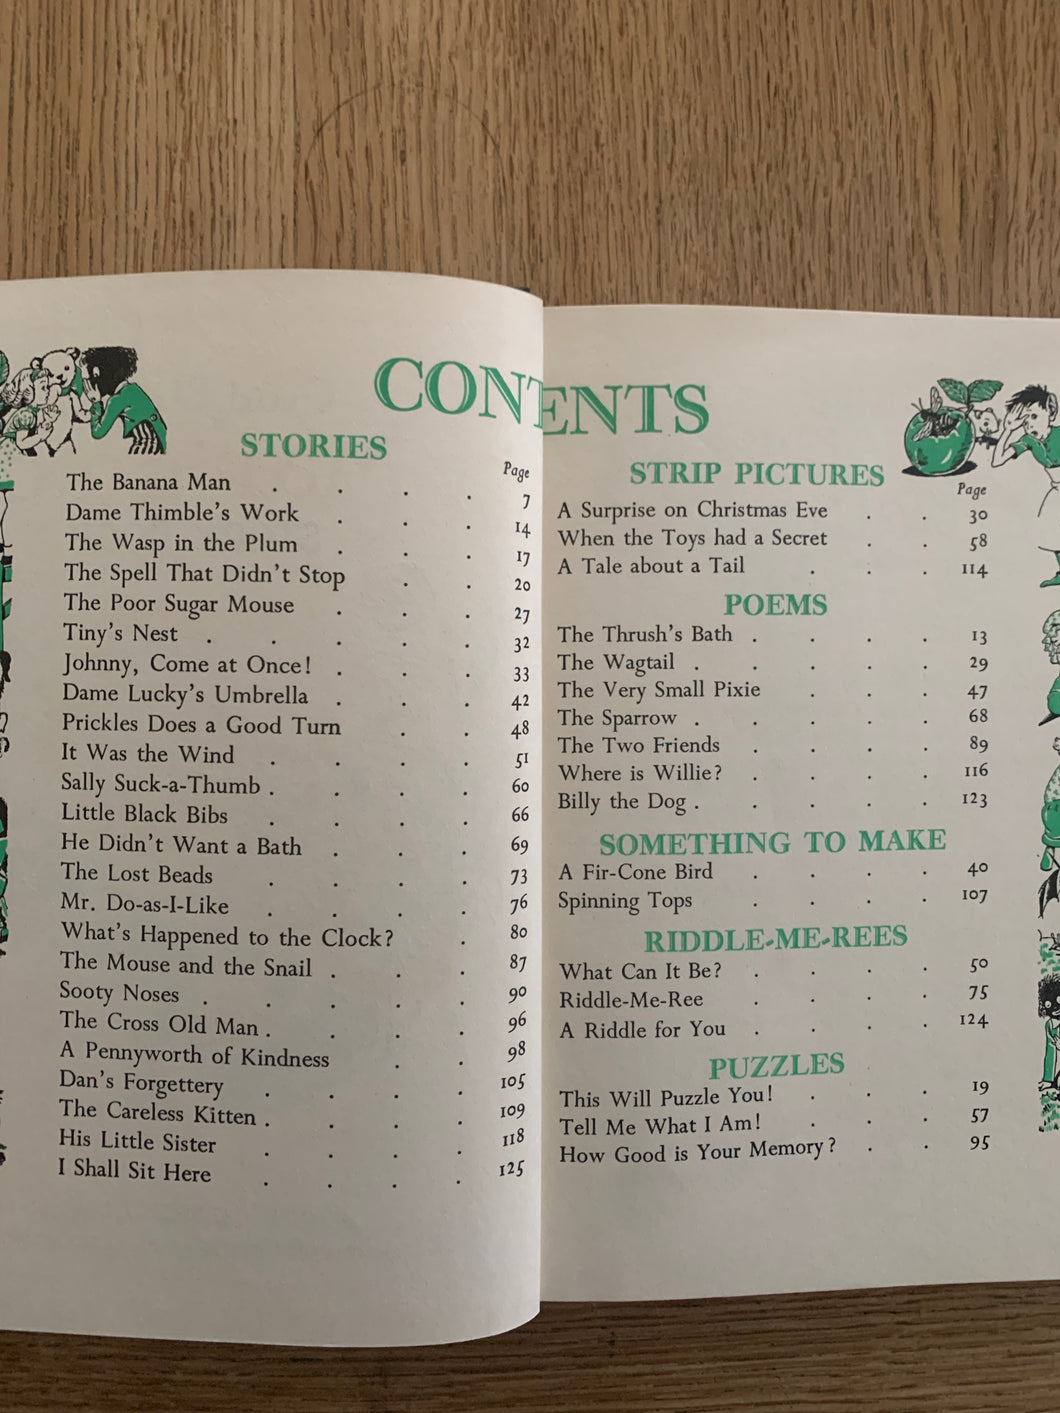 CONTENTS
STORIES
Page
The Banana Man . . . . 7
Dame Thimble's Work . . . 14
The Wasp in the Plum . . . 17
The Spell That Didn't Stop . . 20
The Poor Sugar Mouse . . . 27
Tiny's Nest . . . . . 32
Johnny, Come at Once! . . . 33
Dame Lucky's Umbrella . . . 42
Prickles Does a Good Turn . . 48
It Was the Wind . . . . 51
Sally Suck-a-Thumb . . . . 60
Little Black Bibs . . . . 66
He Didn't Want a Bath . . . 69
The Lost Beads . . . . 73
Mr. Do-as-I-Like . . . . 76
What's Happened to the Clock? . 80
The Mouse and the Snail . . . 87
Sooty Noses . . . . . 90
The Cross Old Man . . . . 96
A Pennyworth of Kindness . . 98
Dan's Forgettery . . . . 105
The Careless Kitten . . . . 109
His Little Sister . . . . 118
I Shall Sit Here . . . . 125
STRIP PICTURES
Page
A Surprise on Christmas Eve . . 30
When the Toys had a Secret . . 58
A Tale about a Tail . . . 114
POEMS
The Thrush's Bath . . . . 13
The Wagtail . . . . . 29
The Very Small Pixie . . . 47
The Sparrow . . . . . 68
The Two Friends . . . . 89
Where is Willie? . . . . 116
Billy the Dog . . . . . 123
SOMETHING TO MAKE
A Fir-Cone Bird . . . . 40
Spinning Tops . . . . 107
RIDDLE-ME-REES
What Can It Be? . . . . 50
Riddle-Me-Ree . . . . 75
A Riddle for You . . . . 124
PUZZLES
This Will Puzzle You! . . . 19
Tell Me What I Am! . . . 57
How Good is Your Memory? . . 95